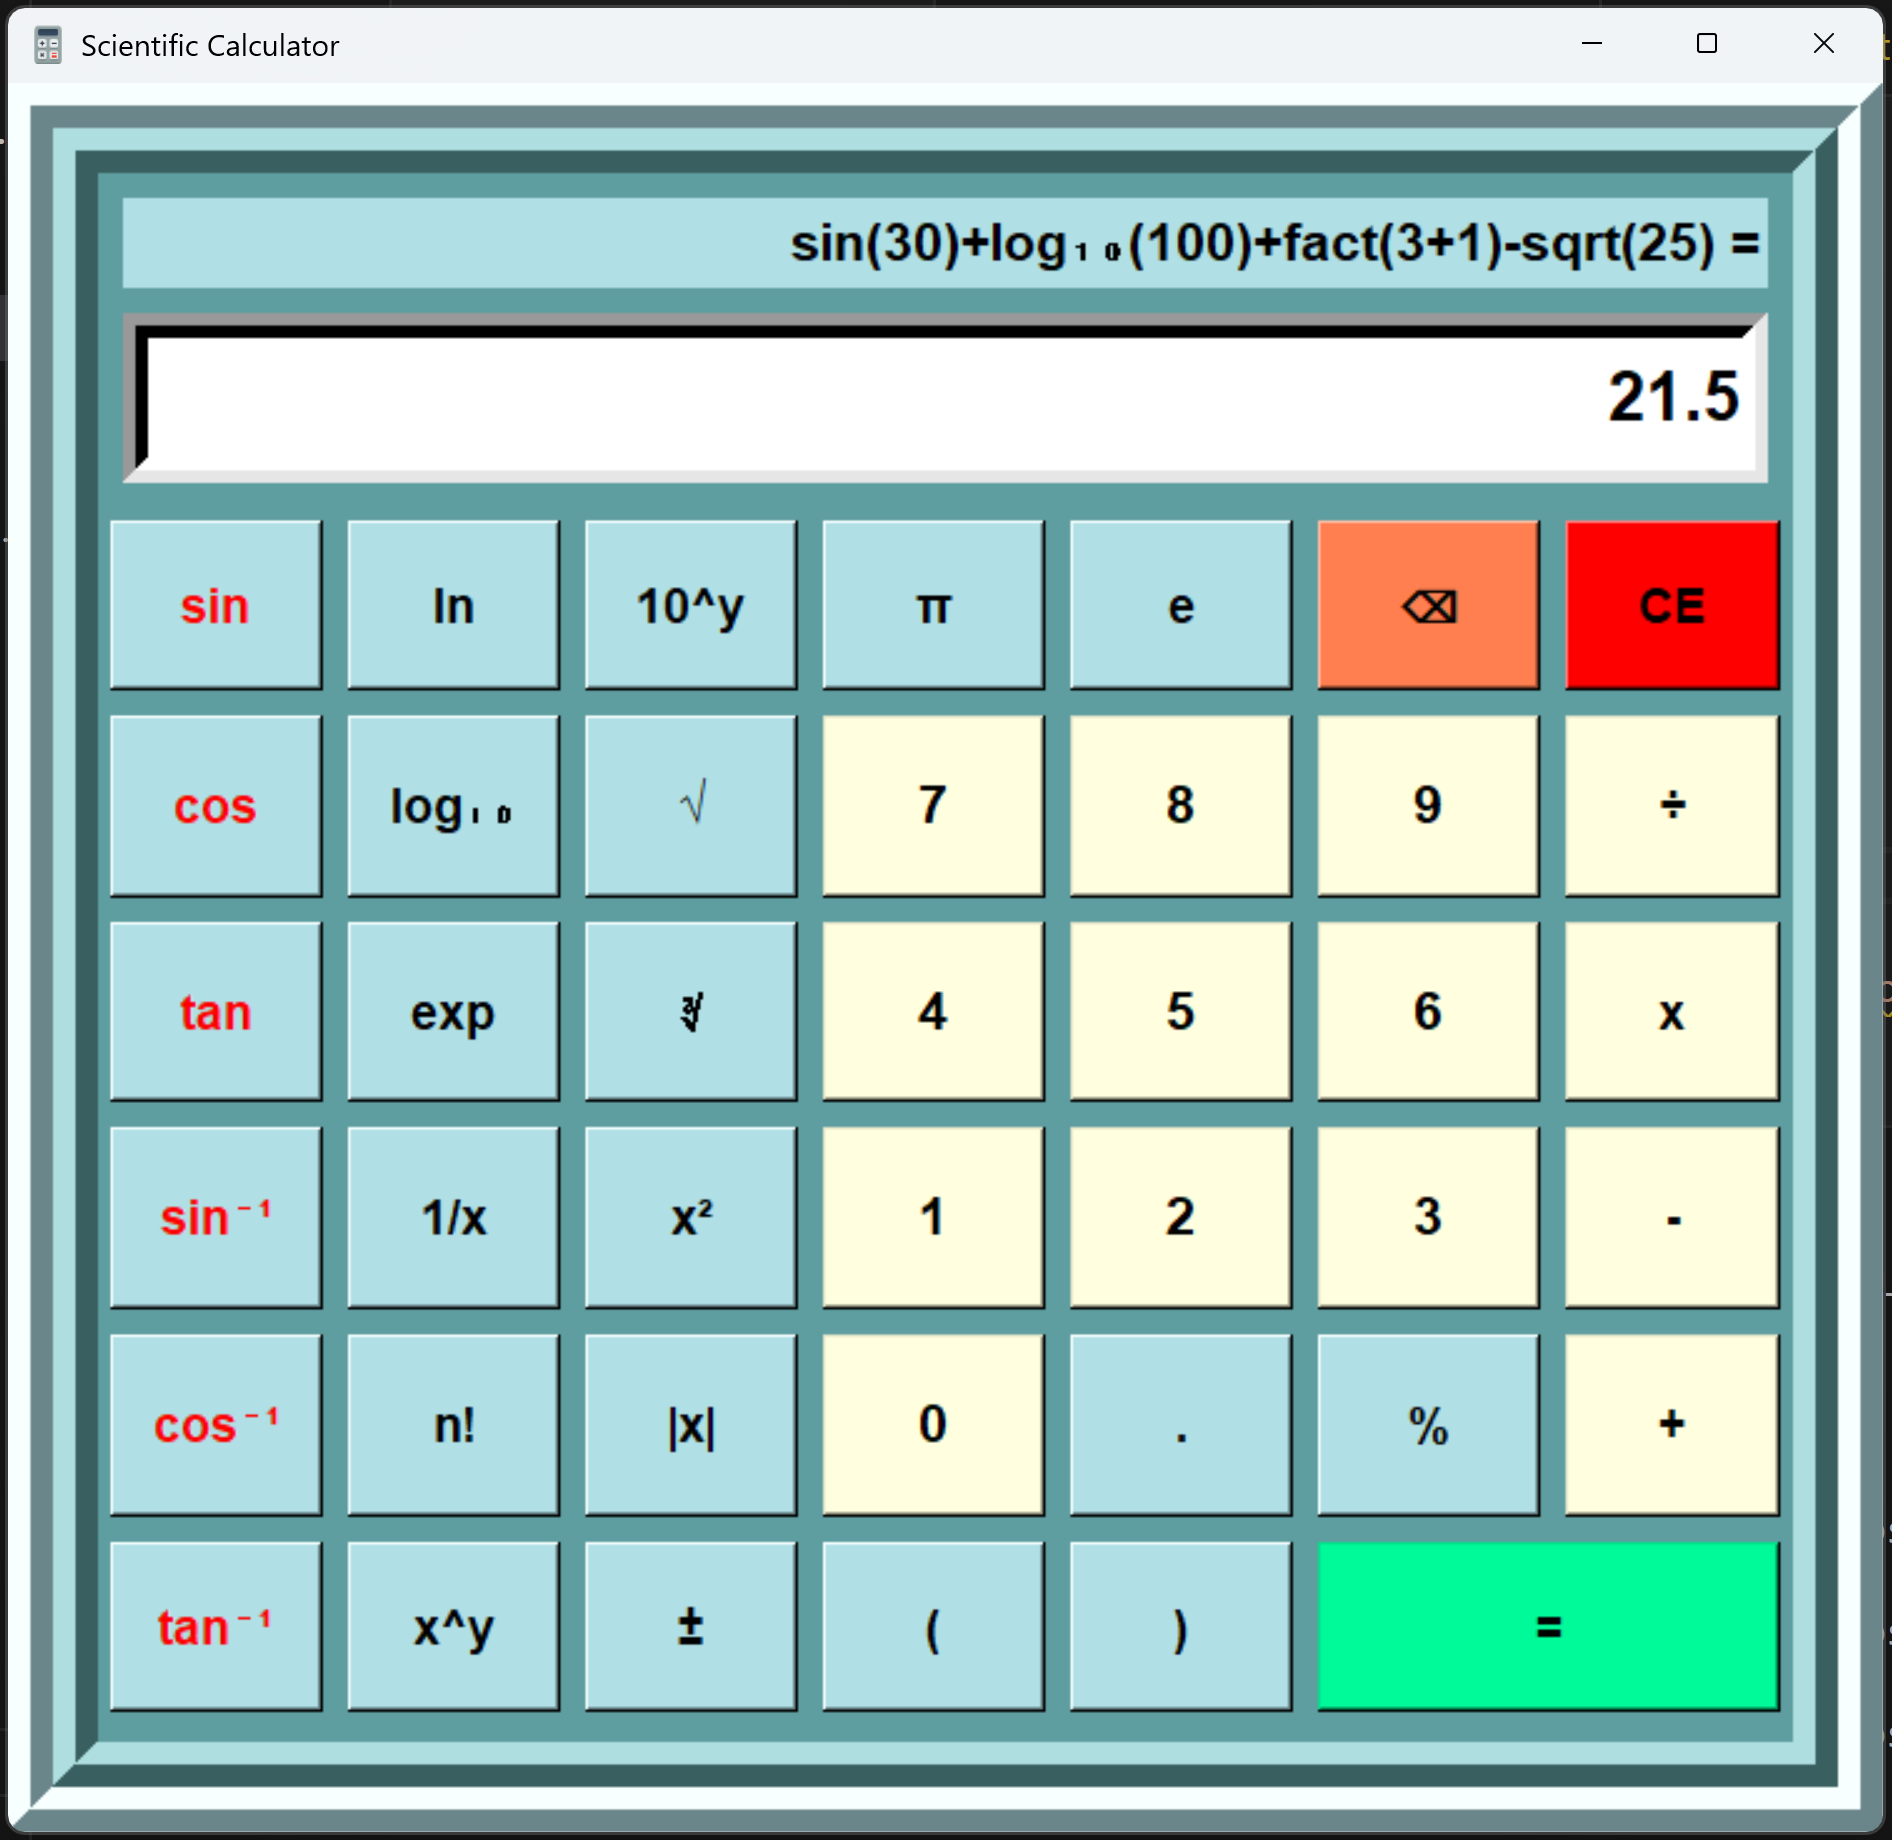 Scientific Calculator
sin(30)+log₁₀(100)+fact(3+1)-sqrt(25) =
21.5
sin ln 10^y π e ⌫ CE
cos log₁₀ √ 7 8 9 ÷
tan exp ∛ 4 5 6 x
sin⁻¹ 1/x x² 1 2 3 -
cos⁻¹ n! |x| 0 . % +
tan⁻¹ x^y ± ( ) =